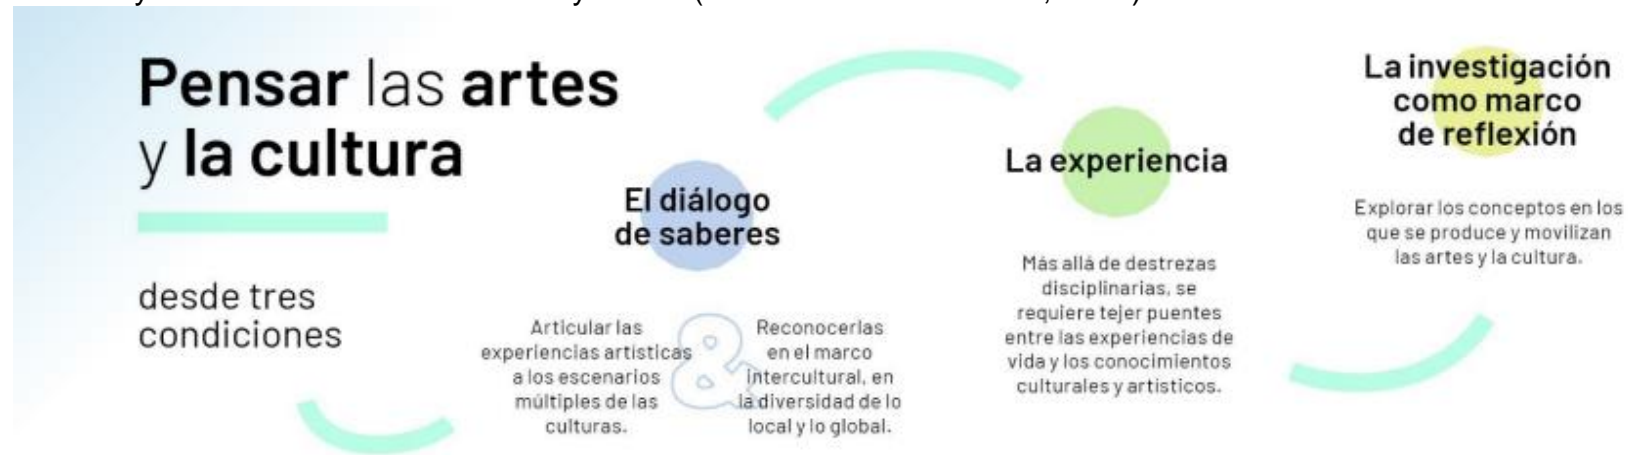 Pensar las artes
y la cultura
desde tres
condiciones
El diálogo
de saberes
Articular las
experiencias artísticas
a los escenarios
múltiples de las
culturas.
&
Reconocerlas
en el marco
intercultural, en
la diversidad de lo
local y lo global.
La experiencia
Más allá de destrezas
disciplinarias, se
requiere tejer puentes
entre las experiencias de
vida y los conocimientos
culturales y artísticos.
La investigación
como marco
de reflexión
Explorar los conceptos en los
que se produce y movilizan
las artes y la cultura.